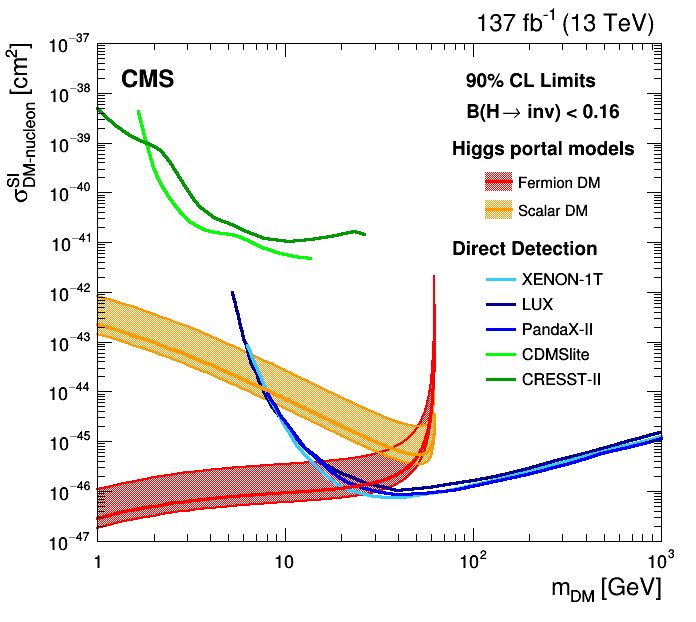 137 fb⁻¹ (13 TeV)
CMS
90% CL Limits
B(H→ inv) < 0.16
Higgs portal models
Fermion DM
Scalar DM
Direct Detection
XENON-1T
LUX
PandaX-II
CDMSlite
CRESST-II
σ^SI_DM-nucleon [cm²]
10⁻³⁷
10⁻³⁸
10⁻³⁹
10⁻⁴⁰
10⁻⁴¹
10⁻⁴²
10⁻⁴³
10⁻⁴⁴
10⁻⁴⁵
10⁻⁴⁶
10⁻⁴⁷
1 10 10² 10³
m_DM [GeV]